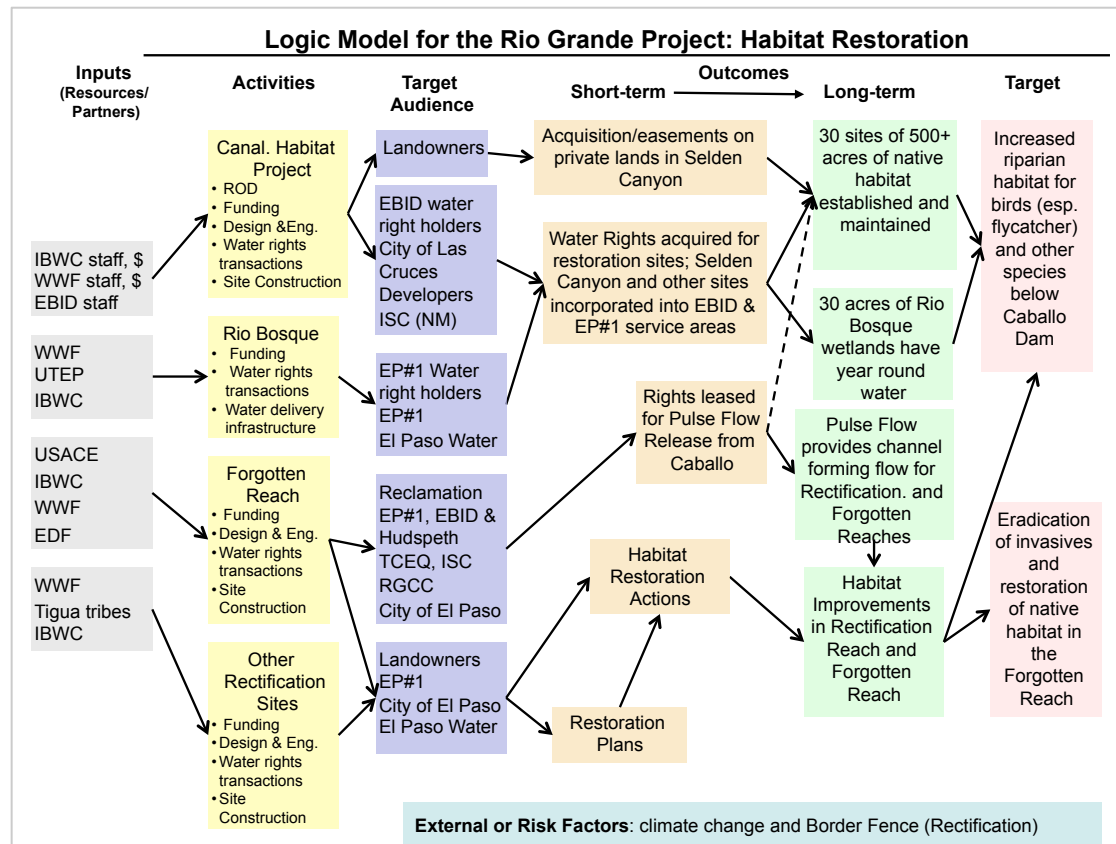 Logic Model for the Rio Grande Project: Habitat Restoration
Inputs
(Resources/
Partners)
Activities
Target
Audience
Outcomes
Short-term
Long-term
Target
IBWC staff, $
WWF staff, $
EBID staff
WWF
UTEP
IBWC
USACE
IBWC
WWF
EDF
WWF
Tigua tribes
IBWC
Canal. Habitat
Project
• ROD
• Funding
• Design &Eng.
• Water rights
transactions
• Site Construction
Rio Bosque
• Funding
• Water rights
transactions
• Water delivery
infrastructure
Forgotten
Reach
• Funding
• Design & Eng.
• Water rights
transactions
• Site
Construction
Other
Rectification
Sites
• Funding
• Design & Eng.
• Water rights
transactions
• Site
Construction
Landowners
EBID water
right holders
City of Las
Cruces
Developers
ISC (NM)
EP#1 Water
right holders
EP#1
El Paso Water
Reclamation
EP#1, EBID &
Hudspeth
TCEQ, ISC
RGCC
City of El Paso
Landowners
EP#1
City of El Paso
El Paso Water
Acquisition/easements on
private lands in Selden
Canyon
Water Rights acquired for
restoration sites; Selden
Canyon and other sites
incorporated into EBID &
EP#1 service areas
Rights leased
for Pulse Flow
Release from
Caballo
Habitat
Restoration
Actions
Restoration
Plans
30 sites of 500+
acres of native
habitat
established and
maintained
30 acres of Rio
Bosque
wetlands have
year round
water
Pulse Flow
provides channel
forming flow for
Rectification. and
Forgotten
Reaches
Habitat
Improvements
in Rectification
Reach and
Forgotten
Reach
Increased
riparian
habitat for
birds (esp.
flycatcher)
and other
species
below
Caballo
Dam
Eradication
of invasives
and
restoration
of native
habitat in
the
Forgotten
Reach
External or Risk Factors: climate change and Border Fence (Rectification)